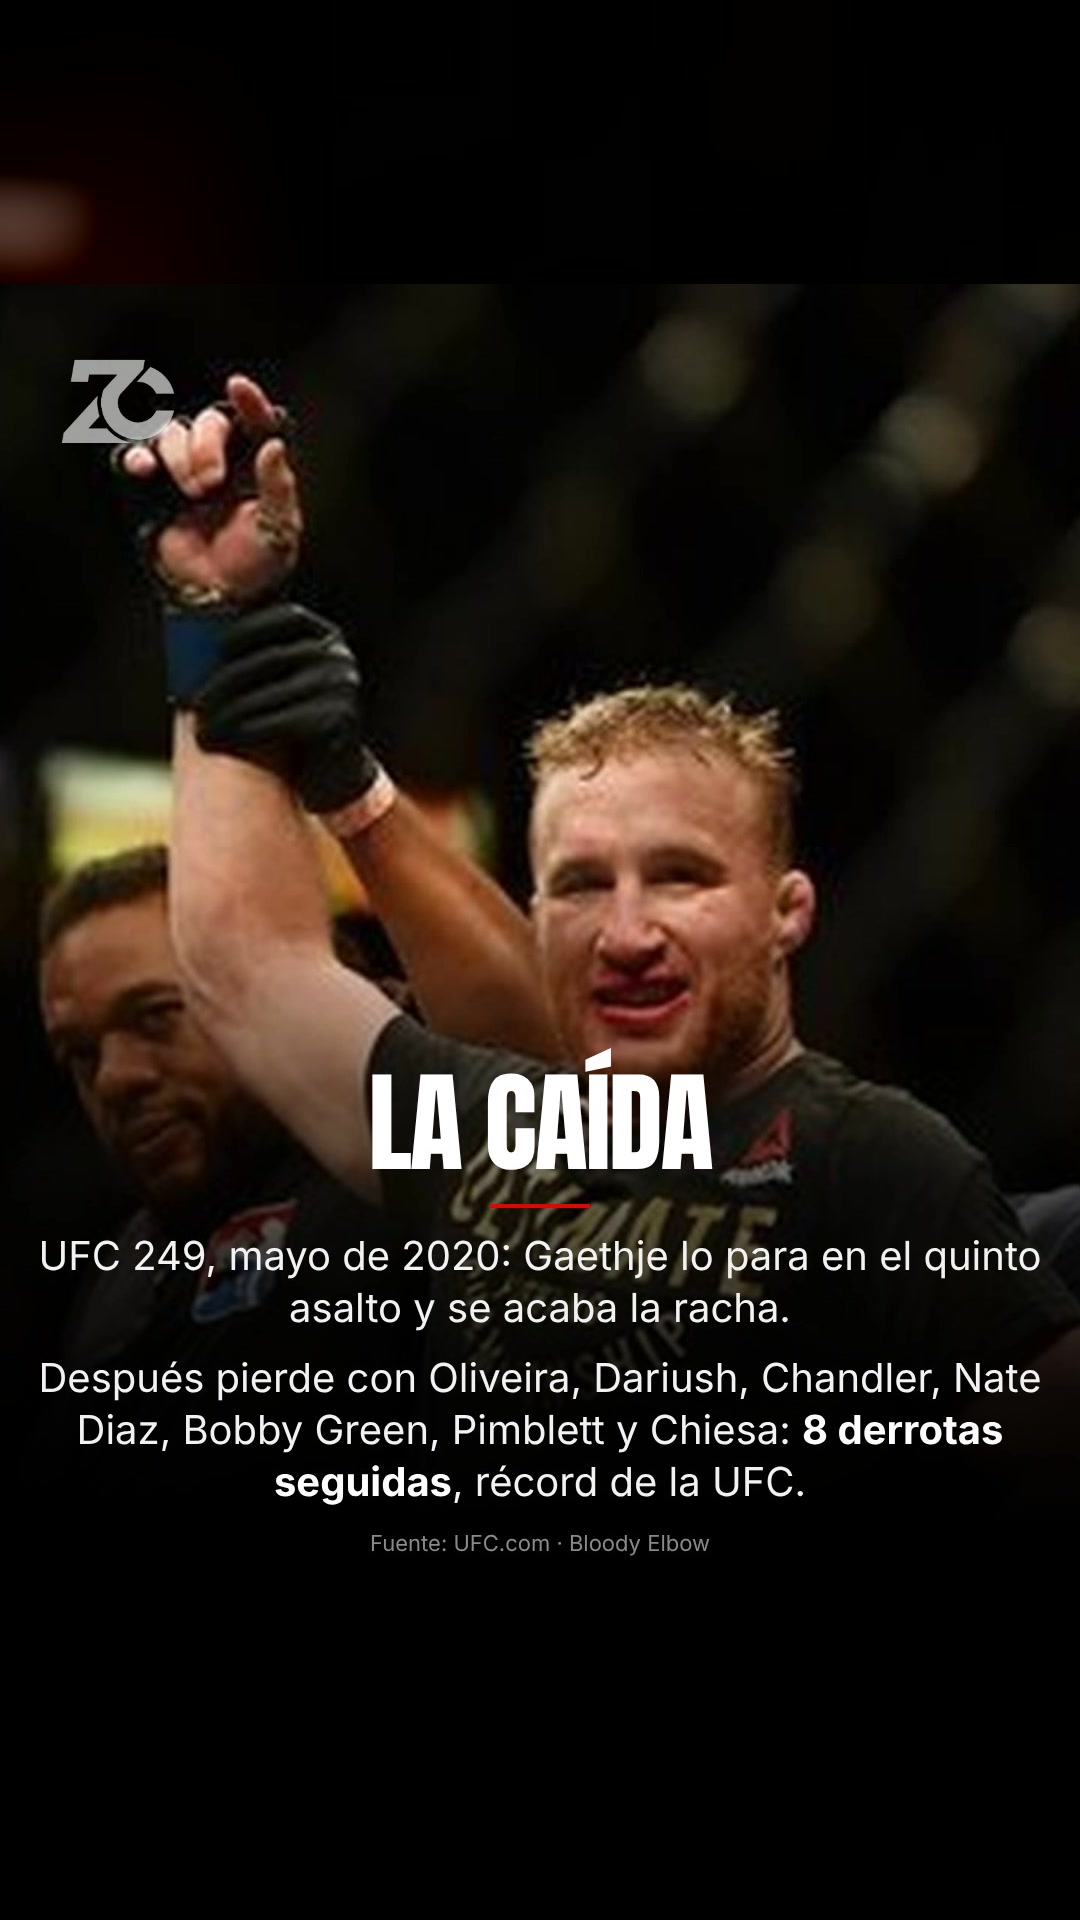 ZC
LA CAÍDA
UFC 249, mayo de 2020: Gaethje lo para en el quinto
asalto y se acaba la racha.
Después pierde con Oliveira, Dariush, Chandler, Nate
Diaz, Bobby Green, Pimblett y Chiesa: 8 derrotas
seguidas, récord de la UFC.
Fuente: UFC.com · Bloody Elbow